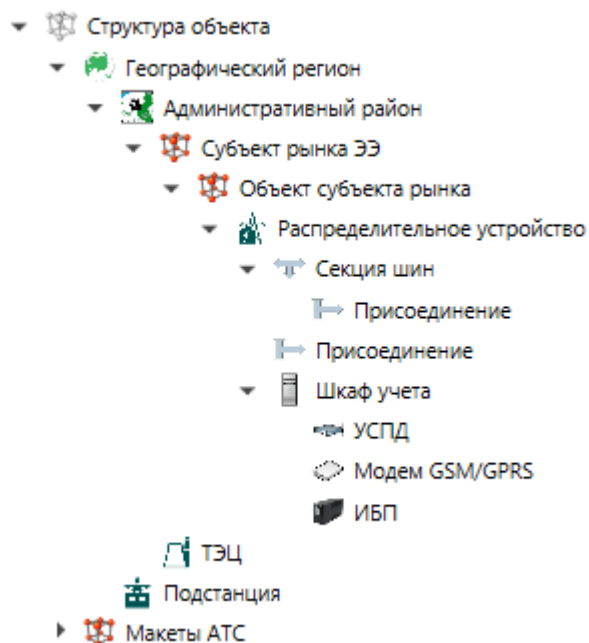 Структура объекта
Географический регион
Административный район
Субъект рынка ЭЭ
Объект субъекта рынка
Распределительное устройство
Секция шин
Присоединение
Присоединение
Шкаф учета
УСПД
Модем GSM/GPRS
ИБП
ТЭЦ
Подстанция
Макеты АТС